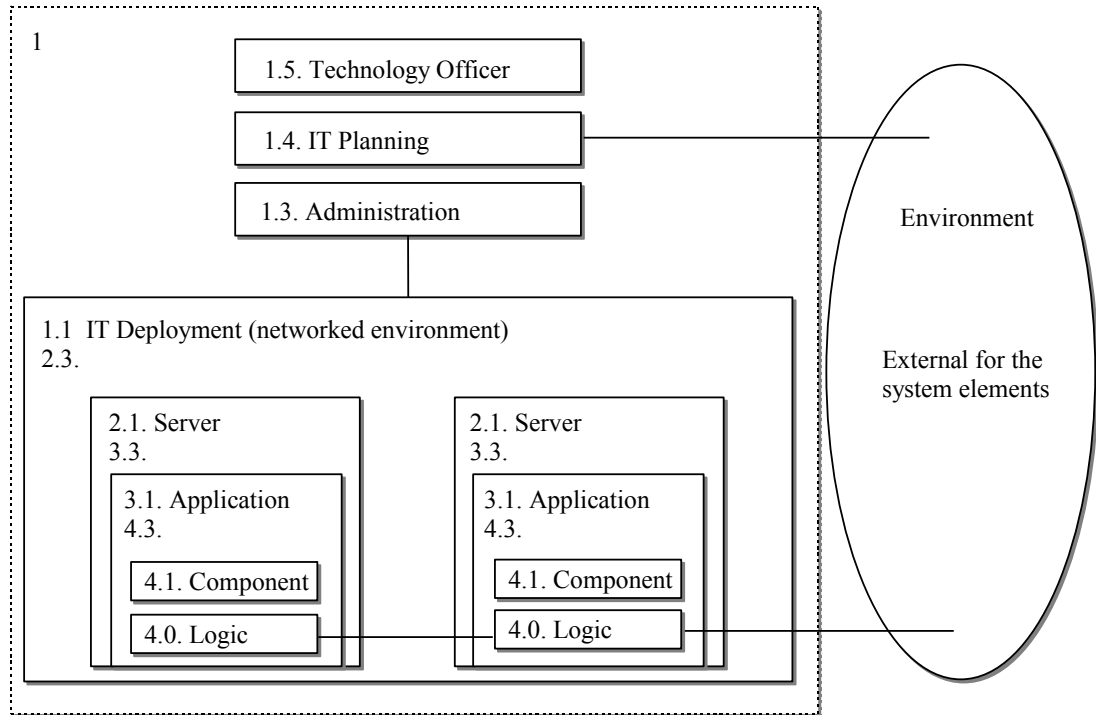 1
1.5. Technology Officer
1.4. IT Planning
1.3. Administration
Environment
External for the
system elements
1.1 IT Deployment (networked environment)
2.3.
2.1. Server
3.3.
3.1. Application
4.3.
4.1. Component
4.0. Logic
2.1. Server
3.3.
3.1. Application
4.3.
4.1. Component
4.0. Logic